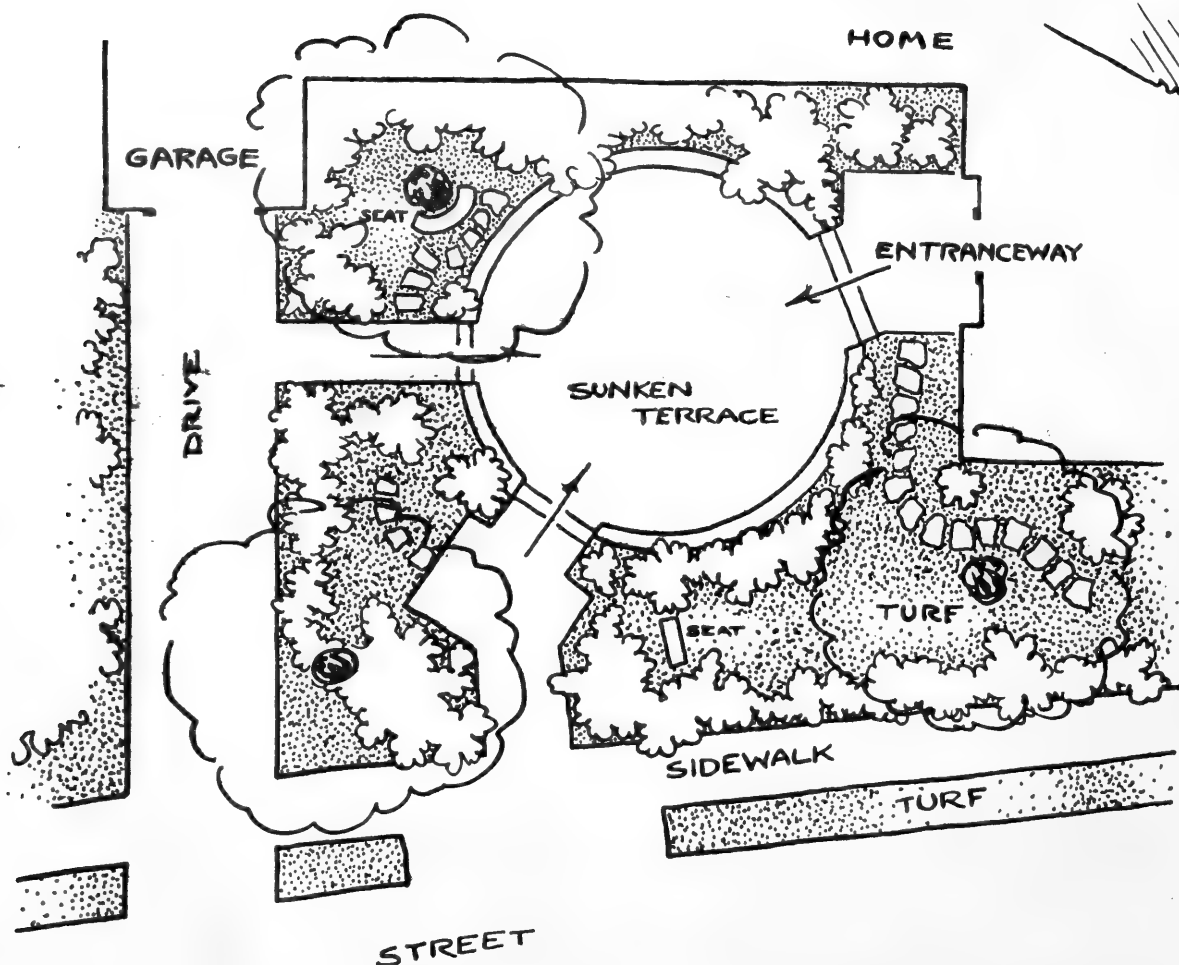 HOME
GARAGE
SEAT
ENTRANCEWAY
DRIVE
SUNKEN
TERRACE
TURF
SEAT
SIDEWALK
TURF
STREET